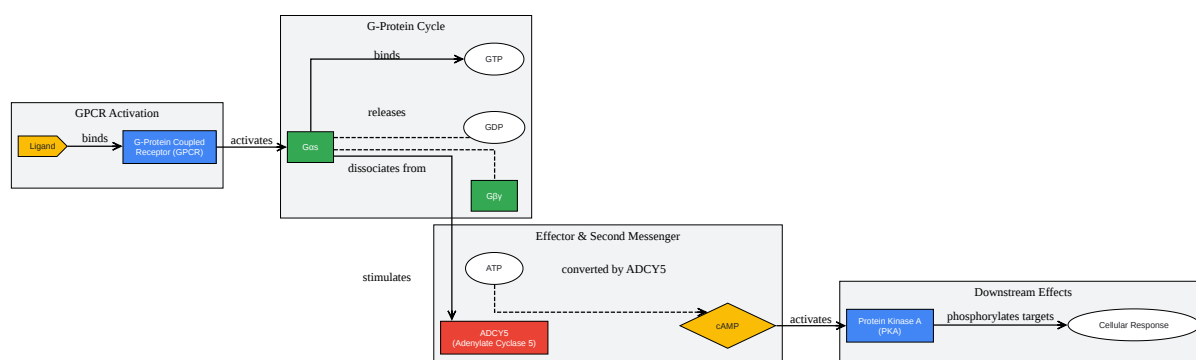 G-Protein Cycle
binds
GTP
GPCR Activation
releases
GDP
Ligand
binds
G-Protein Coupled
Receptor (GPCR)
activates
Gαs
dissociates from
Gβγ
Effector & Second Messenger
stimulates
ATP
converted by ADCY5
Downstream Effects
ADCY5
(Adenylate Cyclase 5)
cAMP
activates
Protein Kinase A
(PKA)
phosphorylates targets
Cellular Response